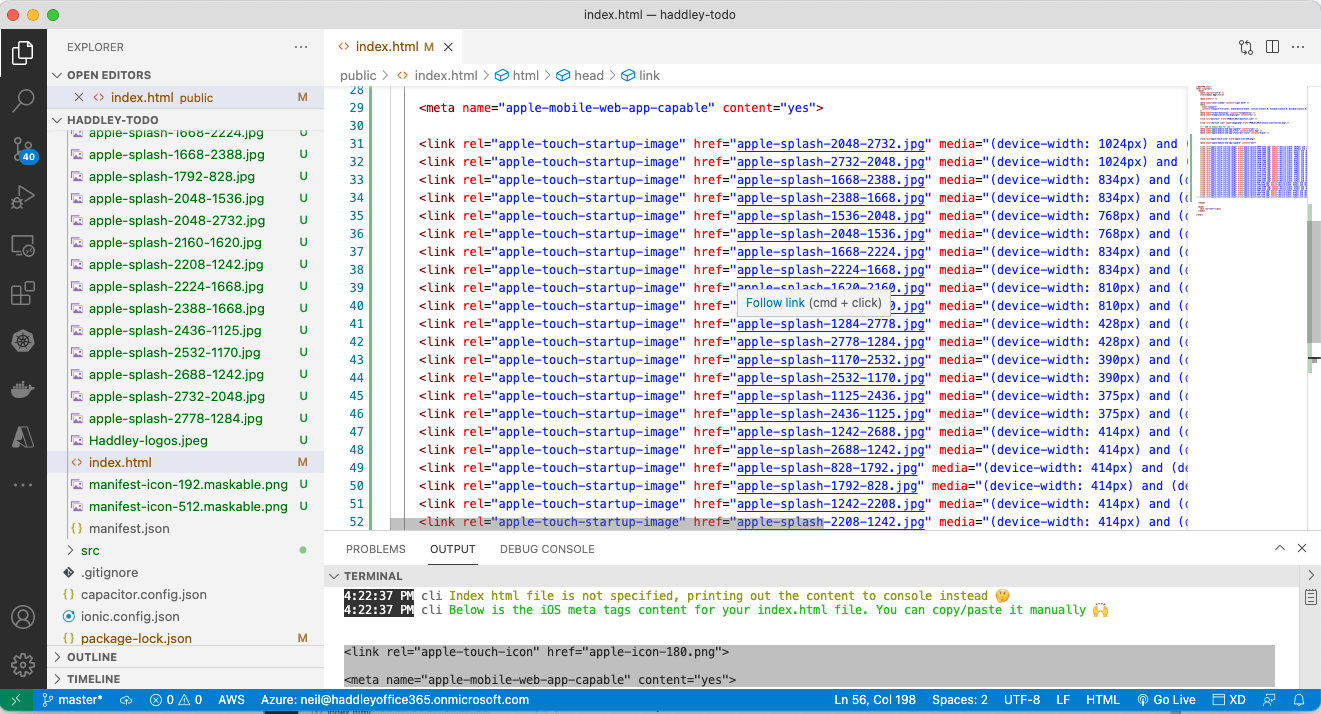 index.html — haddley-todo
EXPLORER
OPEN EDITORS
index.html public M
HADDLEY-TODO
apple-splash-1668-2224.jpg U
apple-splash-1668-2388.jpg U
apple-splash-1792-828.jpg U
apple-splash-2048-1536.jpg U
apple-splash-2048-2732.jpg U
apple-splash-2160-1620.jpg U
apple-splash-2208-1242.jpg U
apple-splash-2224-1668.jpg U
apple-splash-2388-1668.jpg U
apple-splash-2436-1125.jpg U
apple-splash-2532-1170.jpg U
apple-splash-2688-1242.jpg U
apple-splash-2732-2048.jpg U
apple-splash-2778-1284.jpg U
Haddley-logos.jpeg U
index.html M
manifest-icon-192.maskable.png U
manifest-icon-512.maskable.png U
{} manifest.json
src
.gitignore
{} capacitor.config.json
ionic.config.json
{} package-lock.json M
OUTLINE
TIMELINE
40
index.html M
public > index.html > html > head > link
28
29 <meta name="apple-mobile-web-app-capable" content="yes">
30
31 <link rel="apple-touch-startup-image" href="apple-splash-2048-2732.jpg" media="(device-width: 1024px) and (
32 <link rel="apple-touch-startup-image" href="apple-splash-2732-2048.jpg" media="(device-width: 1024px) and (
33 <link rel="apple-touch-startup-image" href="apple-splash-1668-2388.jpg" media="(device-width: 834px) and (d
34 <link rel="apple-touch-startup-image" href="apple-splash-2388-1668.jpg" media="(device-width: 834px) and (d
35 <link rel="apple-touch-startup-image" href="apple-splash-1536-2048.jpg" media="(device-width: 768px) and (d
36 <link rel="apple-touch-startup-image" href="apple-splash-2048-1536.jpg" media="(device-width: 768px) and (d
37 <link rel="apple-touch-startup-image" href="apple-splash-1668-2224.jpg" media="(device-width: 834px) and (d
38 <link rel="apple-touch-startup-image" href="apple-splash-2224-1668.jpg" media="(device-width: 834px) and (d
39 <link rel="apple-touch-startup-image" href="apple-splash-1620-2160.jpg" media="(device-width: 810px) and (d
40 <link rel="apple-touch-startup-image" href="0.jpg" media="(device-width: 810px) and (d
Follow link (cmd + click)
41 <link rel="apple-touch-startup-image" href="apple-splash-1284-2778.jpg" media="(device-width: 428px) and (d
42 <link rel="apple-touch-startup-image" href="apple-splash-2778-1284.jpg" media="(device-width: 428px) and (d
43 <link rel="apple-touch-startup-image" href="apple-splash-1170-2532.jpg" media="(device-width: 390px) and (d
44 <link rel="apple-touch-startup-image" href="apple-splash-2532-1170.jpg" media="(device-width: 390px) and (d
45 <link rel="apple-touch-startup-image" href="apple-splash-1125-2436.jpg" media="(device-width: 375px) and (d
46 <link rel="apple-touch-startup-image" href="apple-splash-2436-1125.jpg" media="(device-width: 375px) and (d
47 <link rel="apple-touch-startup-image" href="apple-splash-1242-2688.jpg" media="(device-width: 414px) and (d
48 <link rel="apple-touch-startup-image" href="apple-splash-2688-1242.jpg" media="(device-width: 414px) and (d
49 <link rel="apple-touch-startup-image" href="apple-splash-828-1792.jpg" media="(device-width: 414px) and (de
50 <link rel="apple-touch-startup-image" href="apple-splash-1792-828.jpg" media="(device-width: 414px) and (de
51 <link rel="apple-touch-startup-image" href="apple-splash-1242-2208.jpg" media="(device-width: 414px) and (d
52 <link rel="apple-touch-startup-image" href="apple-splash-2208-1242.jpg" media="(device-width: 414px) and (d
PROBLEMS OUTPUT DEBUG CONSOLE
TERMINAL
4:22:37 PM cli Index html file is not specified, printing out the content to console instead 🤔
4:22:37 PM cli Below is the iOS meta tags content for your index.html file. You can copy/paste it manually 🙌
<link rel="apple-touch-icon" href="apple-icon-180.png">
<meta name="apple-mobile-web-app-capable" content="yes">
master* 0 0 AWS Azure: neil@haddleyoffice365.onmicrosoft.com Ln 56, Col 198 Spaces: 2 UTF-8 LF HTML Go Live XD